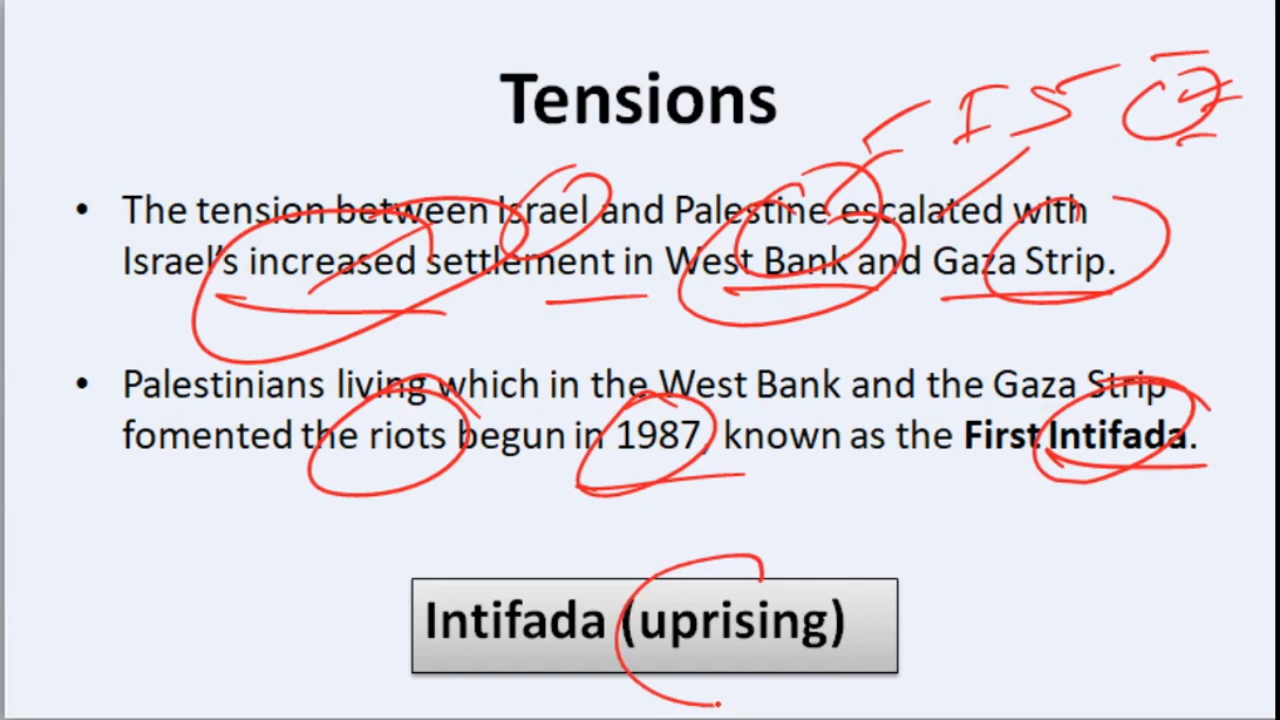 Tensions
• The tension between Israel and Palestine escalated with
Israel's increased settlement in West Bank and Gaza Strip.
• Palestinians living which in the West Bank and the Gaza Strip
fomented the riots begun in 1987, known as the First Intifada.
Intifada (uprising)